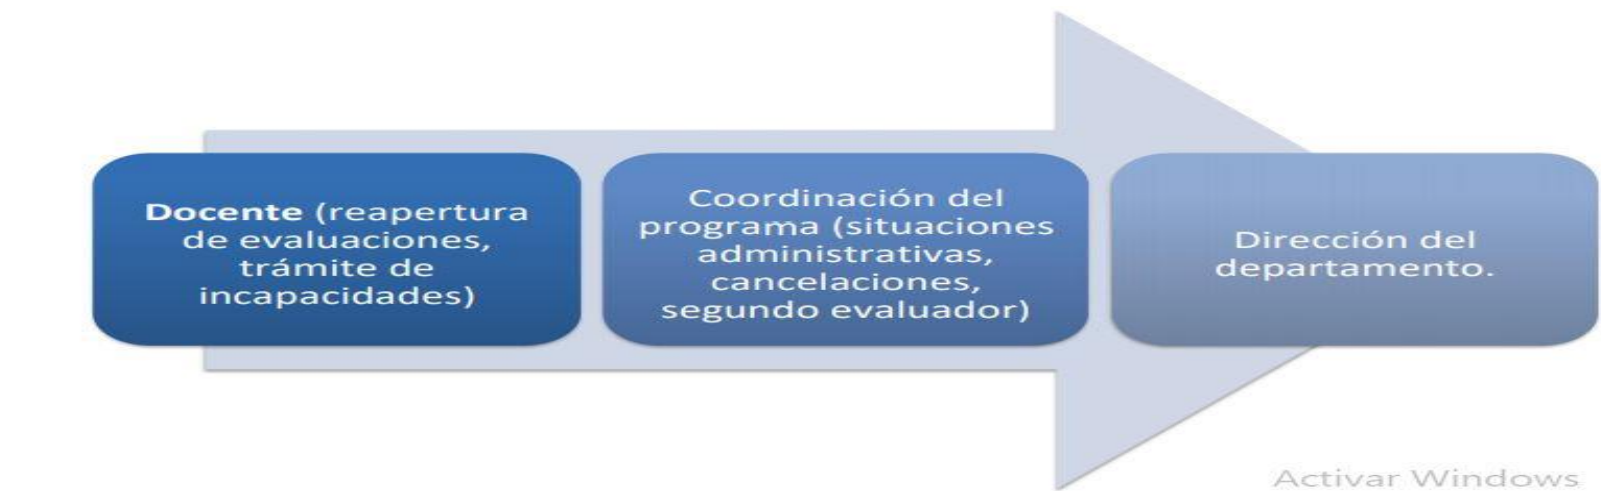 Docente (reapertura
de evaluaciones,
trámite de
incapacidades)
Coordinación del
programa (situaciones
administrativas,
cancelaciones,
segundo evaluador)
Dirección del
departamento.
Activar Windows